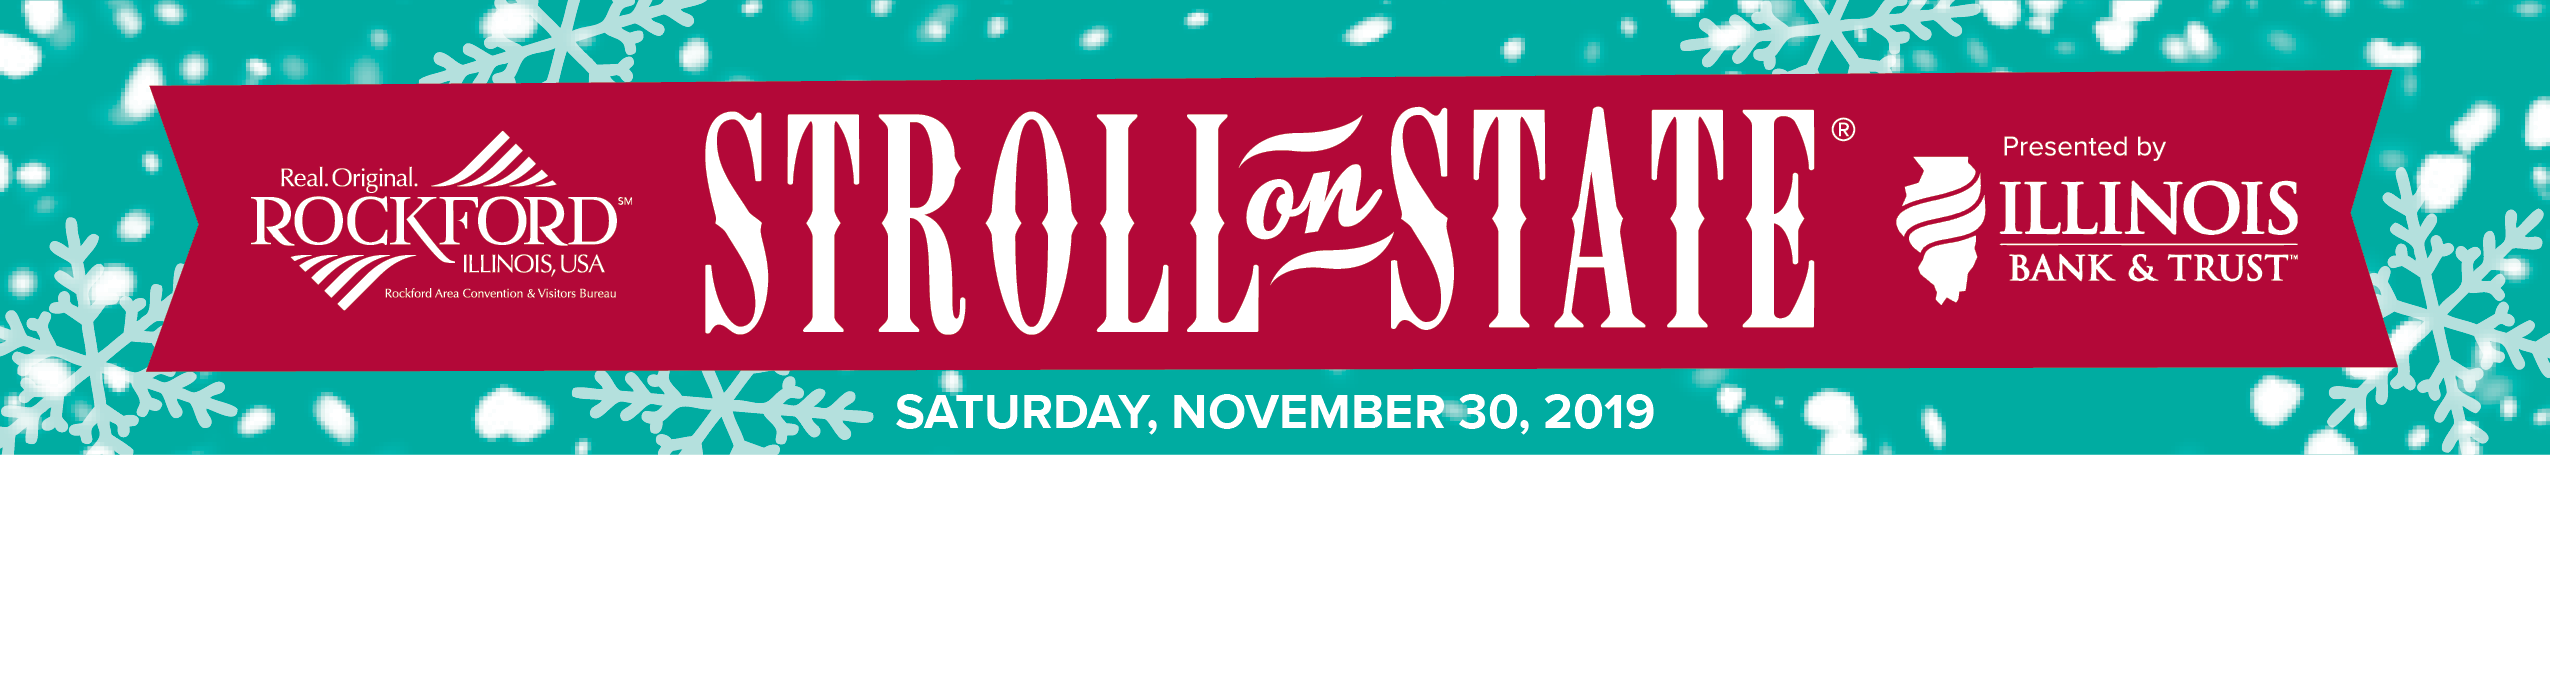 Real. Original.
ROCKFORD℠
ILLINOIS, USA
Rockford Area Convention & Visitors Bureau
STROLL on STATE®
Presented by
ILLINOIS
BANK & TRUST™
SATURDAY, NOVEMBER 30, 2019